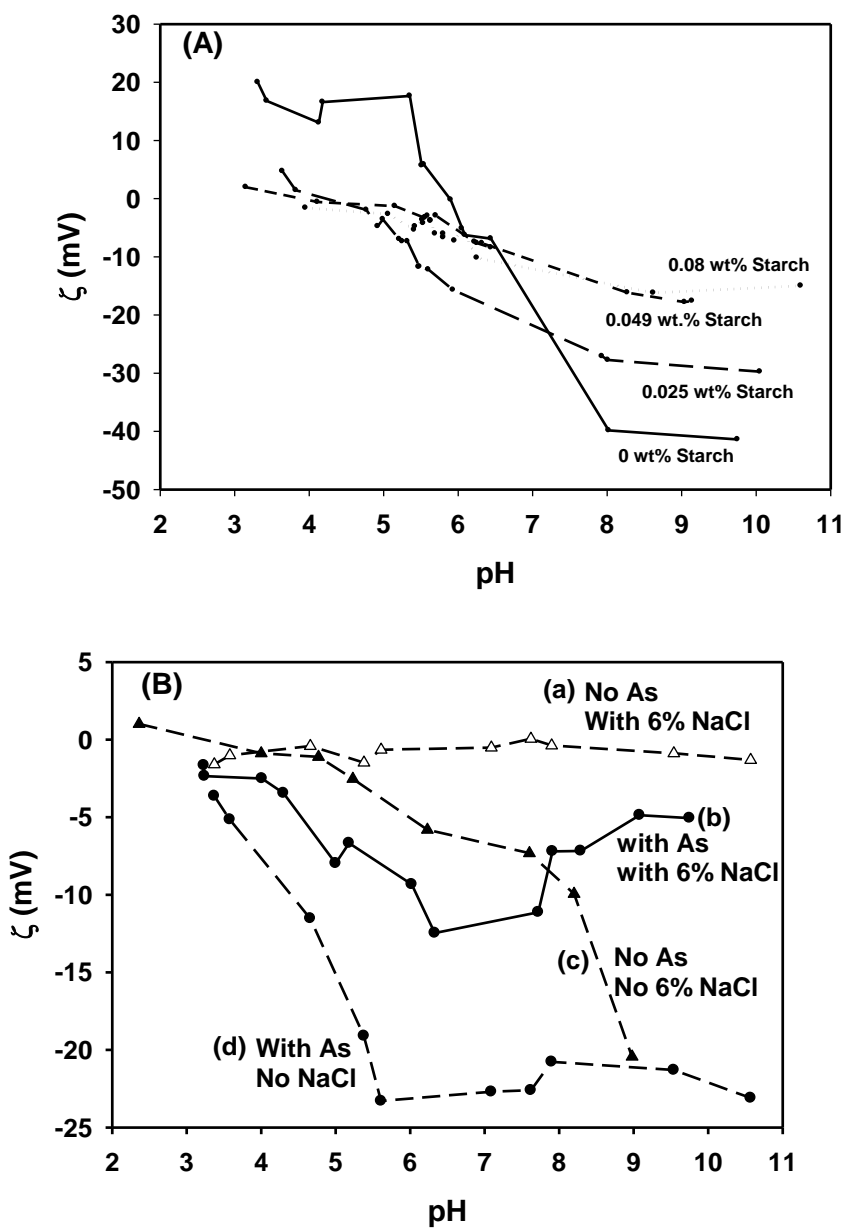 (A)
30
20
10
0
-10
-20
-30
-40
-50
ζ (mV)
0.08 wt% Starch
0.049 wt.% Starch
0.025 wt% Starch
0 wt% Starch
2 3 4 5 6 7 8 9 10 11
pH
(B)
5
0
-5
-10
-15
-20
-25
ζ (mV)
(a) No As
With 6% NaCl
(b)
with As
with 6% NaCl
(c) No As
No 6% NaCl
(d) With As
No NaCl
2 3 4 5 6 7 8 9 10 11
pH